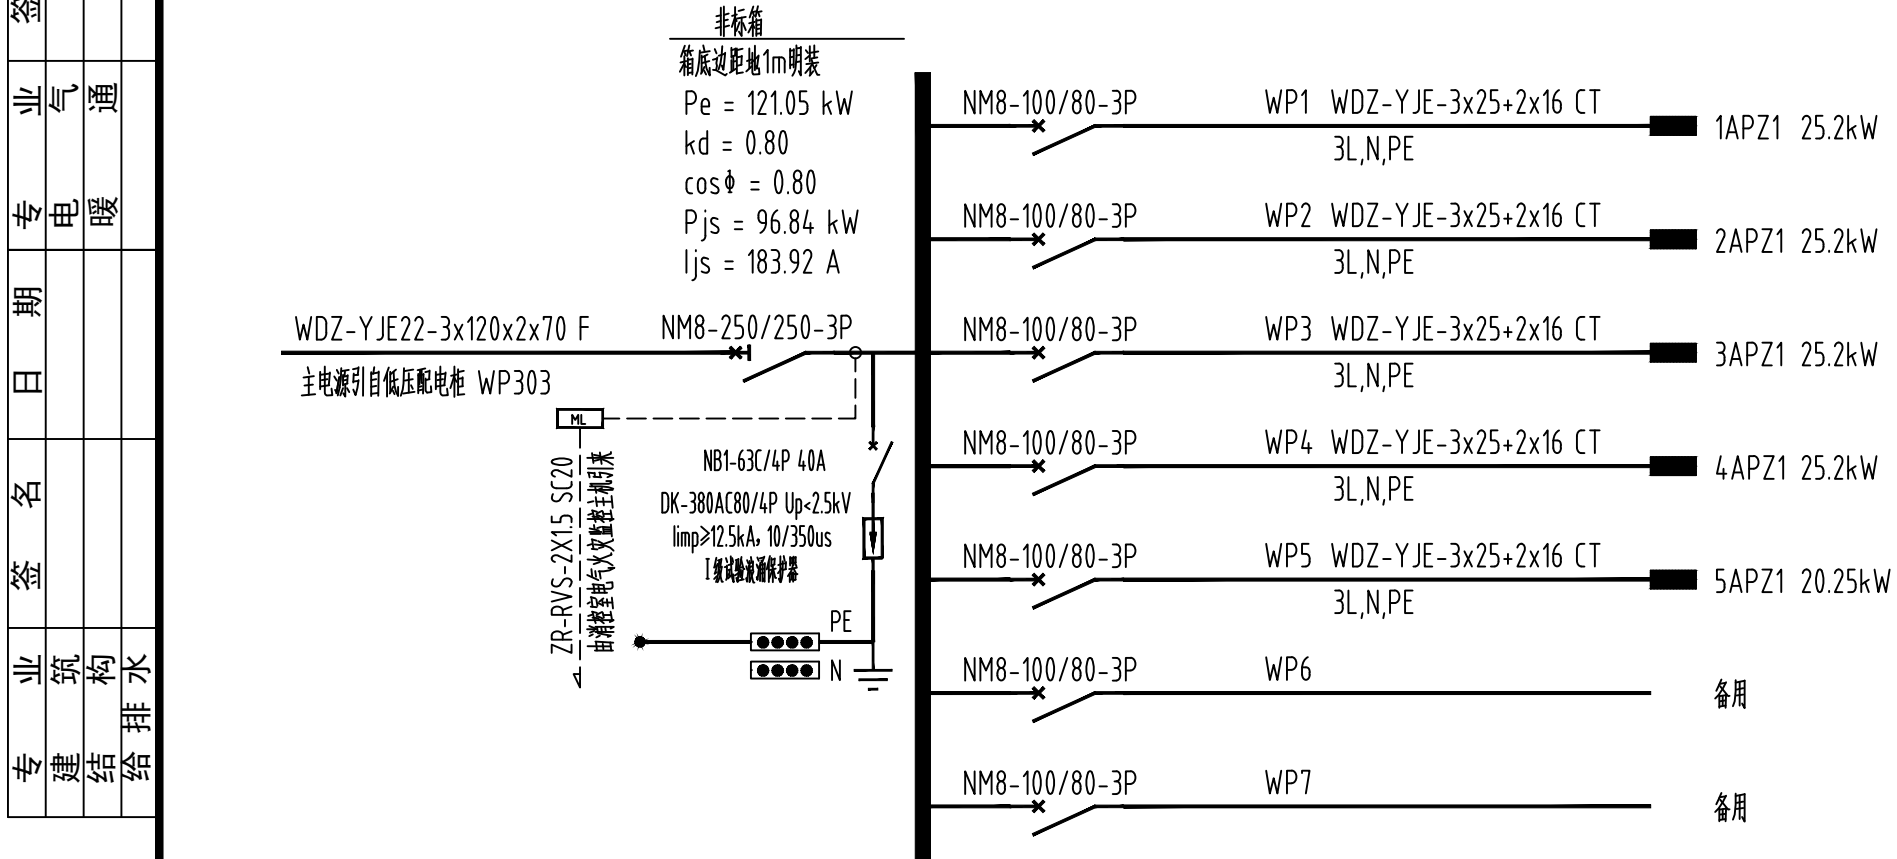 非标箱
箱底边距地1m明装
Pe = 121.05 kW
kd = 0.80
cosΦ = 0.80
Pjs = 96.84 kW
Ijs = 183.92 A
WDZ-YJE22-3x120x2x70 F
NM8-250/250-3P
主电源引自低压配电柜 WP303
ML
ZR-RVS-2X1.5 SC20
由消控室电气火灾监控主机引来
NB1-63C/4P 40A
DK-380AC80/4P Up<2.5kV
Iimp≥12.5kA, 10/350us
I级试验浪涌保护器
PE
N
NM8-100/80-3P WP1 WDZ-YJE-3x25+2x16 CT
3L,N,PE
1APZ1 25.2kW
NM8-100/80-3P WP2 WDZ-YJE-3x25+2x16 CT
3L,N,PE
2APZ1 25.2kW
NM8-100/80-3P WP3 WDZ-YJE-3x25+2x16 CT
3L,N,PE
3APZ1 25.2kW
NM8-100/80-3P WP4 WDZ-YJE-3x25+2x16 CT
3L,N,PE
4APZ1 25.2kW
NM8-100/80-3P WP5 WDZ-YJE-3x25+2x16 CT
3L,N,PE
5APZ1 20.25kW
NM8-100/80-3P WP6
备用
NM8-100/80-3P WP7
备用
专 业
建 筑
结 构
给 排 水
签 名
日 期
专 业
电 气
暖 通
签